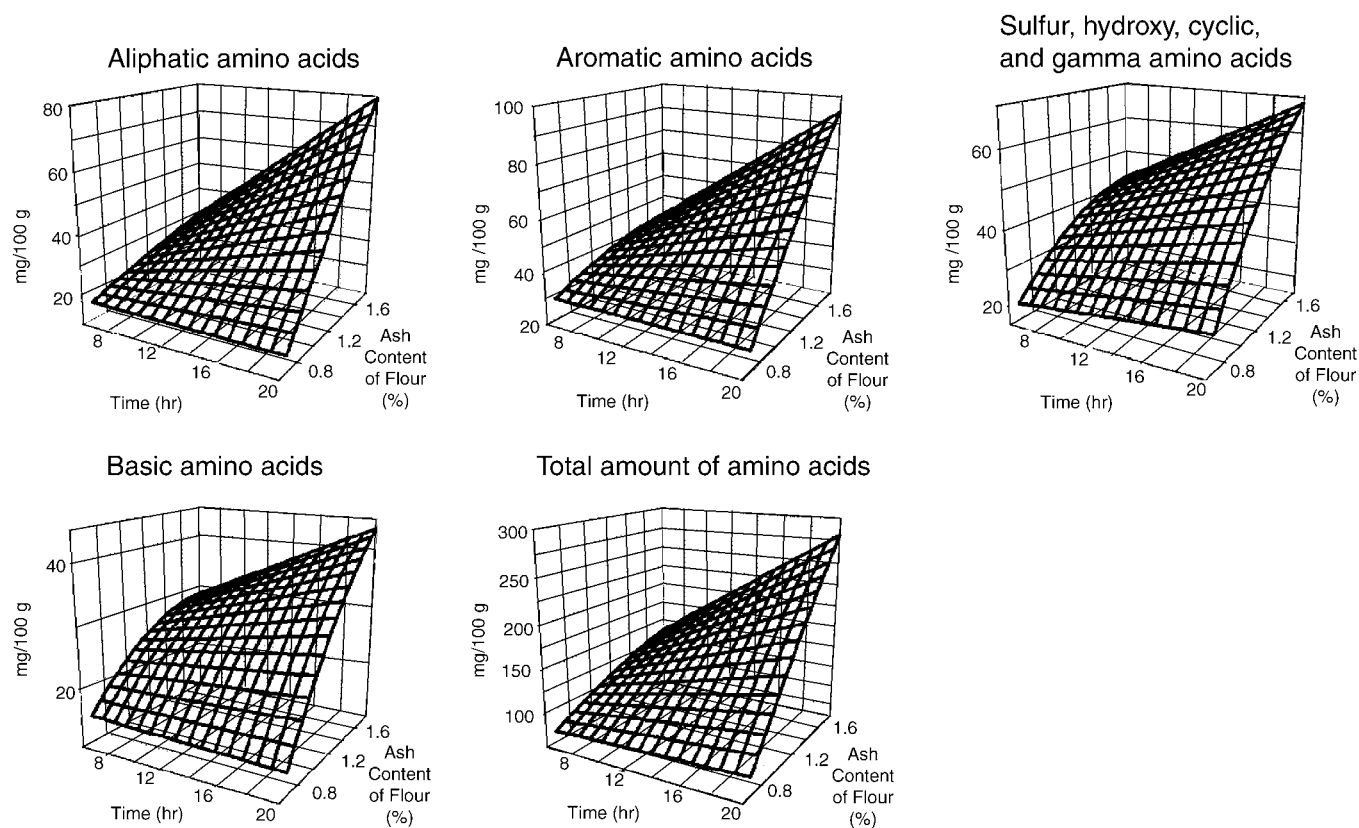 Aliphatic amino acids
80
60
40
20
mg/100 g
8
12
16
20
Time (hr)
0.8
1.2
1.6
Ash
Content
of Flour
(%)
Aromatic amino acids
100
80
60
40
20
mg /100 g
8
12
16
20
Time (hr)
0.8
1.2
1.6
Ash
Content
of Flour
(%)
Sulfur, hydroxy, cyclic,
and gamma amino acids
60
40
20
mg /100 g
8
12
16
20
Time (hr)
0.8
1.2
1.6
Ash
Content
of Flour
(%)
Basic amino acids
40
20
mg/100 g
8
12
16
20
Time (hr)
0.8
1.2
1.6
Ash
Content
of Flour
(%)
Total amount of amino acids
300
250
200
150
100
mg/100 g
8
12
16
20
Time (hr)
0.8
1.2
1.6
Ash
Content
of Flour
(%)